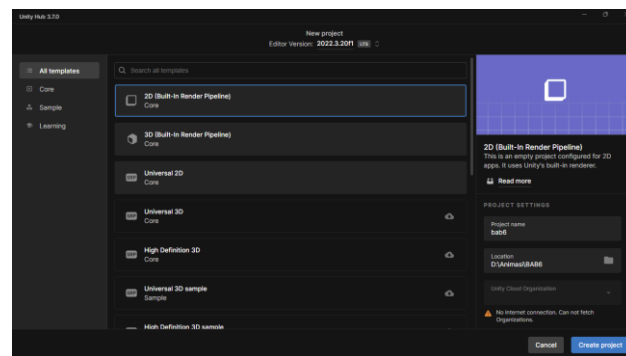 Unity Hub 3.7.0
New project
Editor Version: 2022.3.20f1 LTS
All templates
Core
Sample
Learning
Search all templates
2D (Built-In Render Pipeline)
Core
3D (Built-In Render Pipeline)
Core
Universal 2D
Core
Universal 3D
Core
High Definition 3D
Core
Universal 3D sample
Sample
High Definition 3D sample
2D (Built-In Render Pipeline)
This is an empty project configured for 2D
apps. It uses Unity's built-in renderer.
Read more
PROJECT SETTINGS
Project name
bab6
Location
D:\Animasi\BAB6
Unity Cloud Organization
No internet connection. Can not fetch
Organizations.
Cancel
Create project